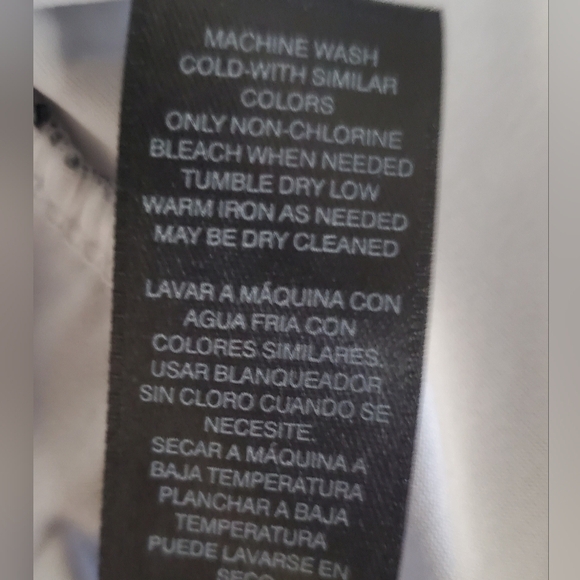 MACHINE WASH
COLD-WITH SIMILAR
COLORS
ONLY NON-CHLORINE
BLEACH WHEN NEEDED
TUMBLE DRY LOW
WARM IRON AS NEEDED
MAY BE DRY CLEANED
LAVAR A MÁQUINA CON
AGUA FRIA CON
COLORES SIMILARES.
USAR BLANQUEADOR
SIN CLORO CUANDO SE
NECESITE.
SECAR A MÁQUINA A
BAJA TEMPERATURA
PLANCHAR A BAJA
TEMPERATURA
PUEDE LAVARSE EN
SECO